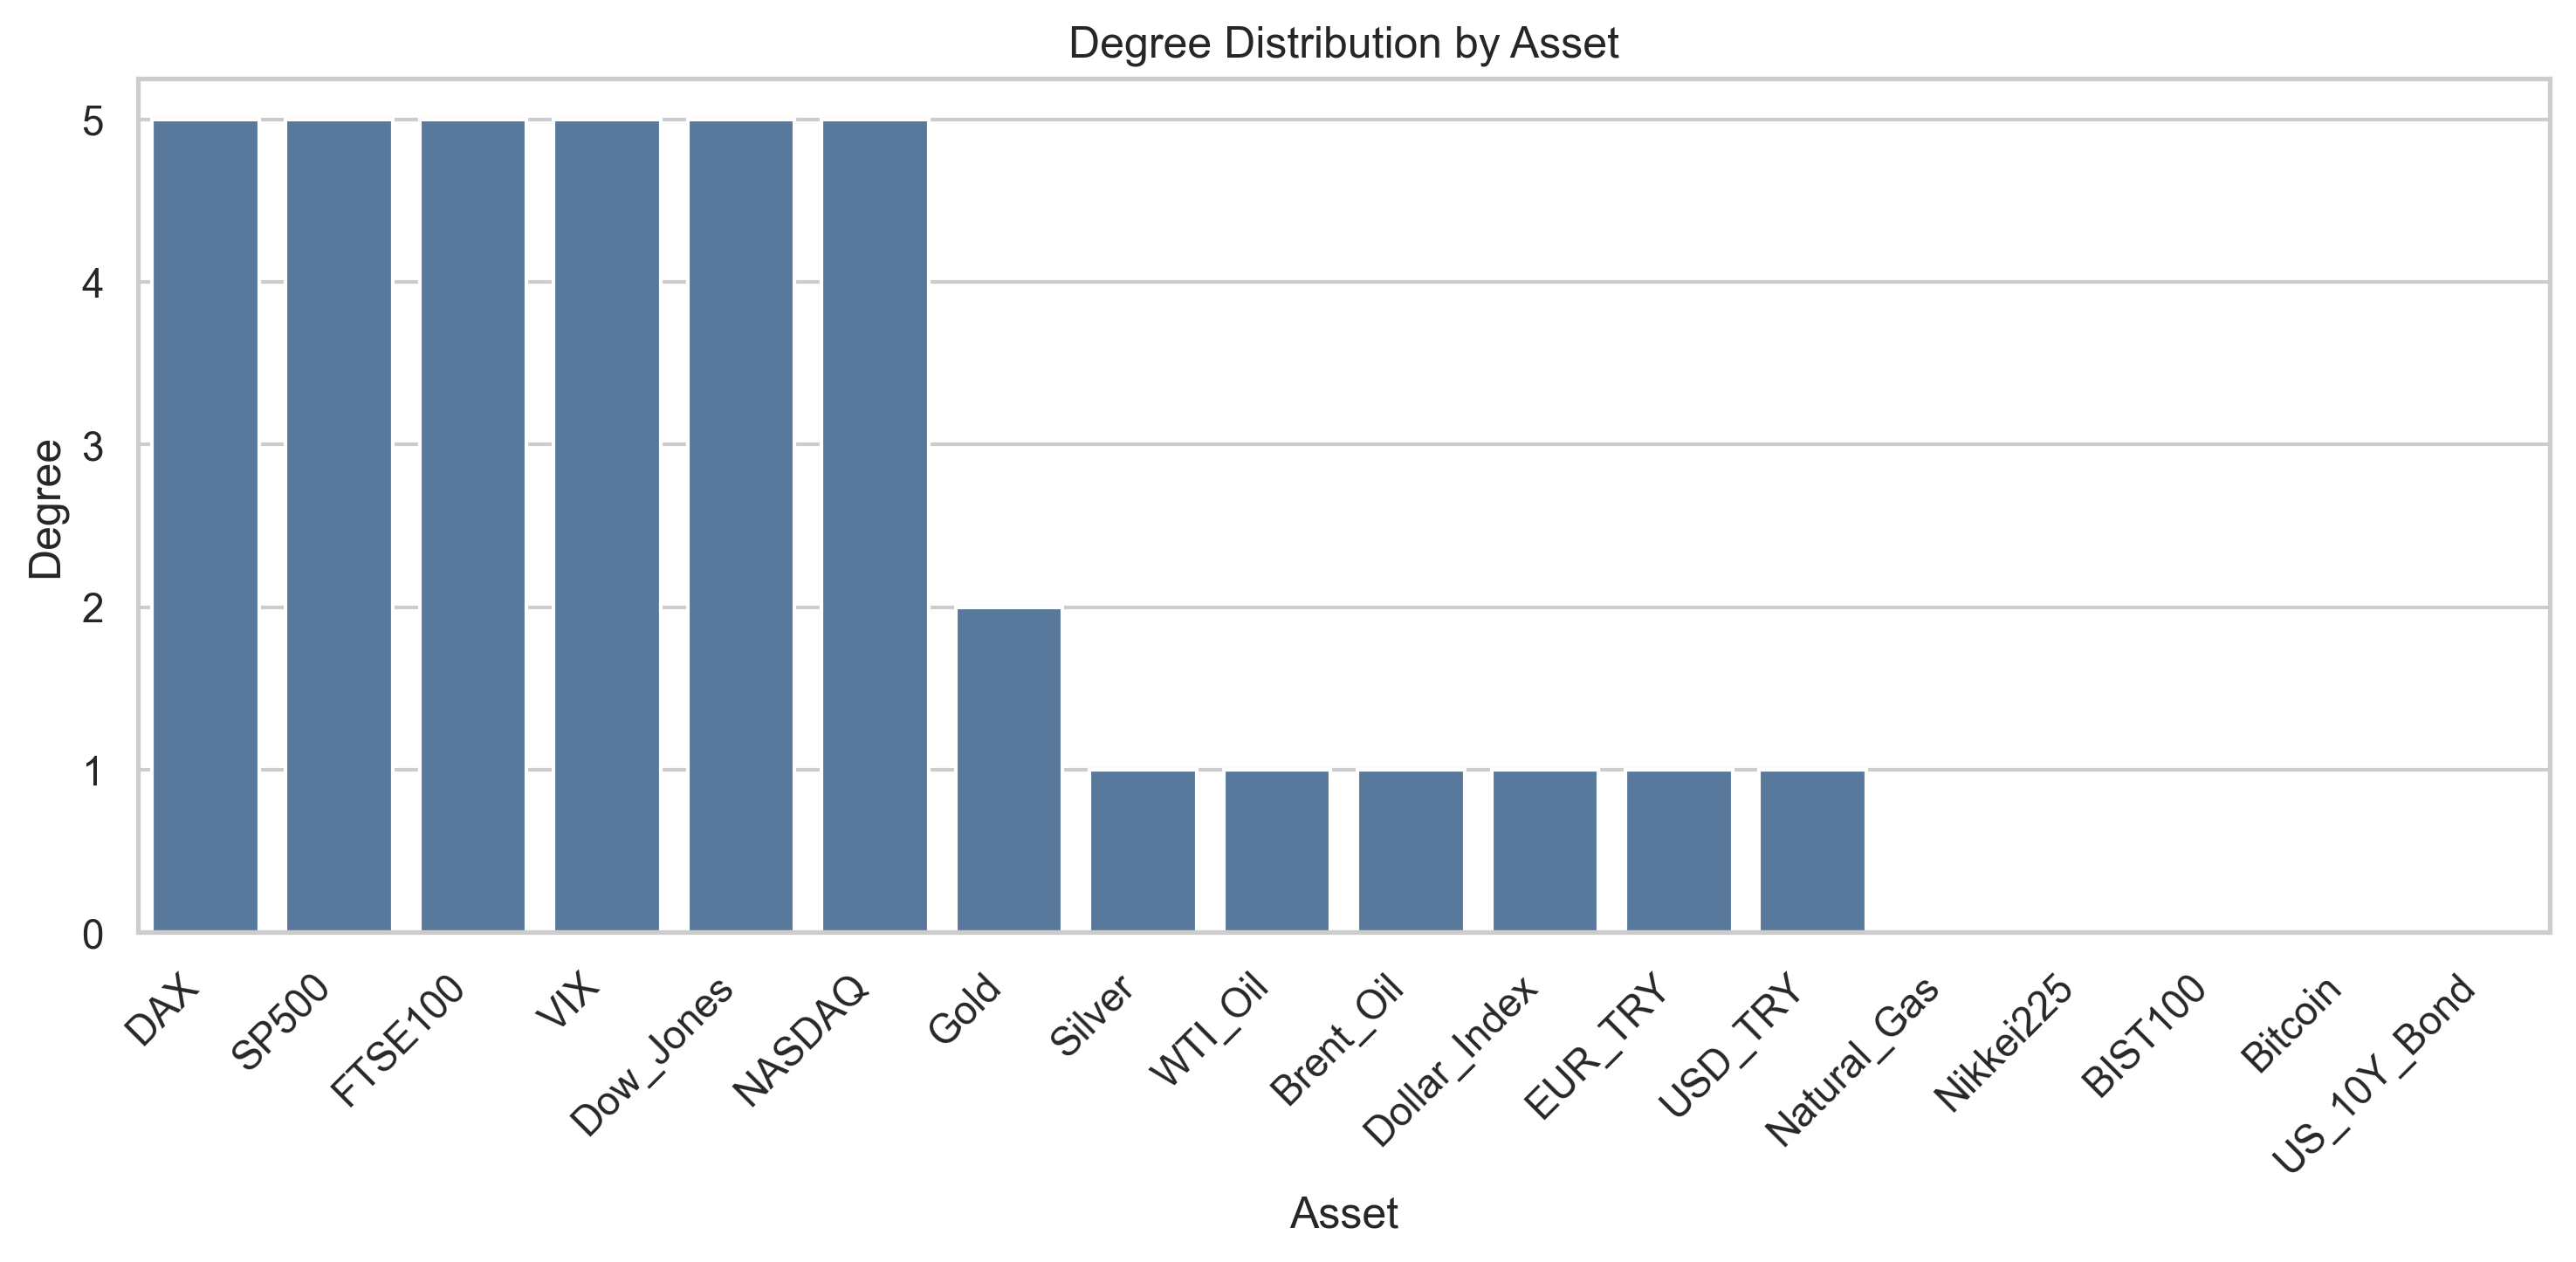 Degree Distribution by Asset
5
4
3
2
1
0
Degree
DAX
SP500
FTSE100
VIX
Dow_Jones
NASDAQ
Gold
Silver
WTI_Oil
Brent_Oil
Dollar_Index
EUR_TRY
USD_TRY
Natural_Gas
Nikkei225
BIST100
Bitcoin
US_10Y_Bond
Asset